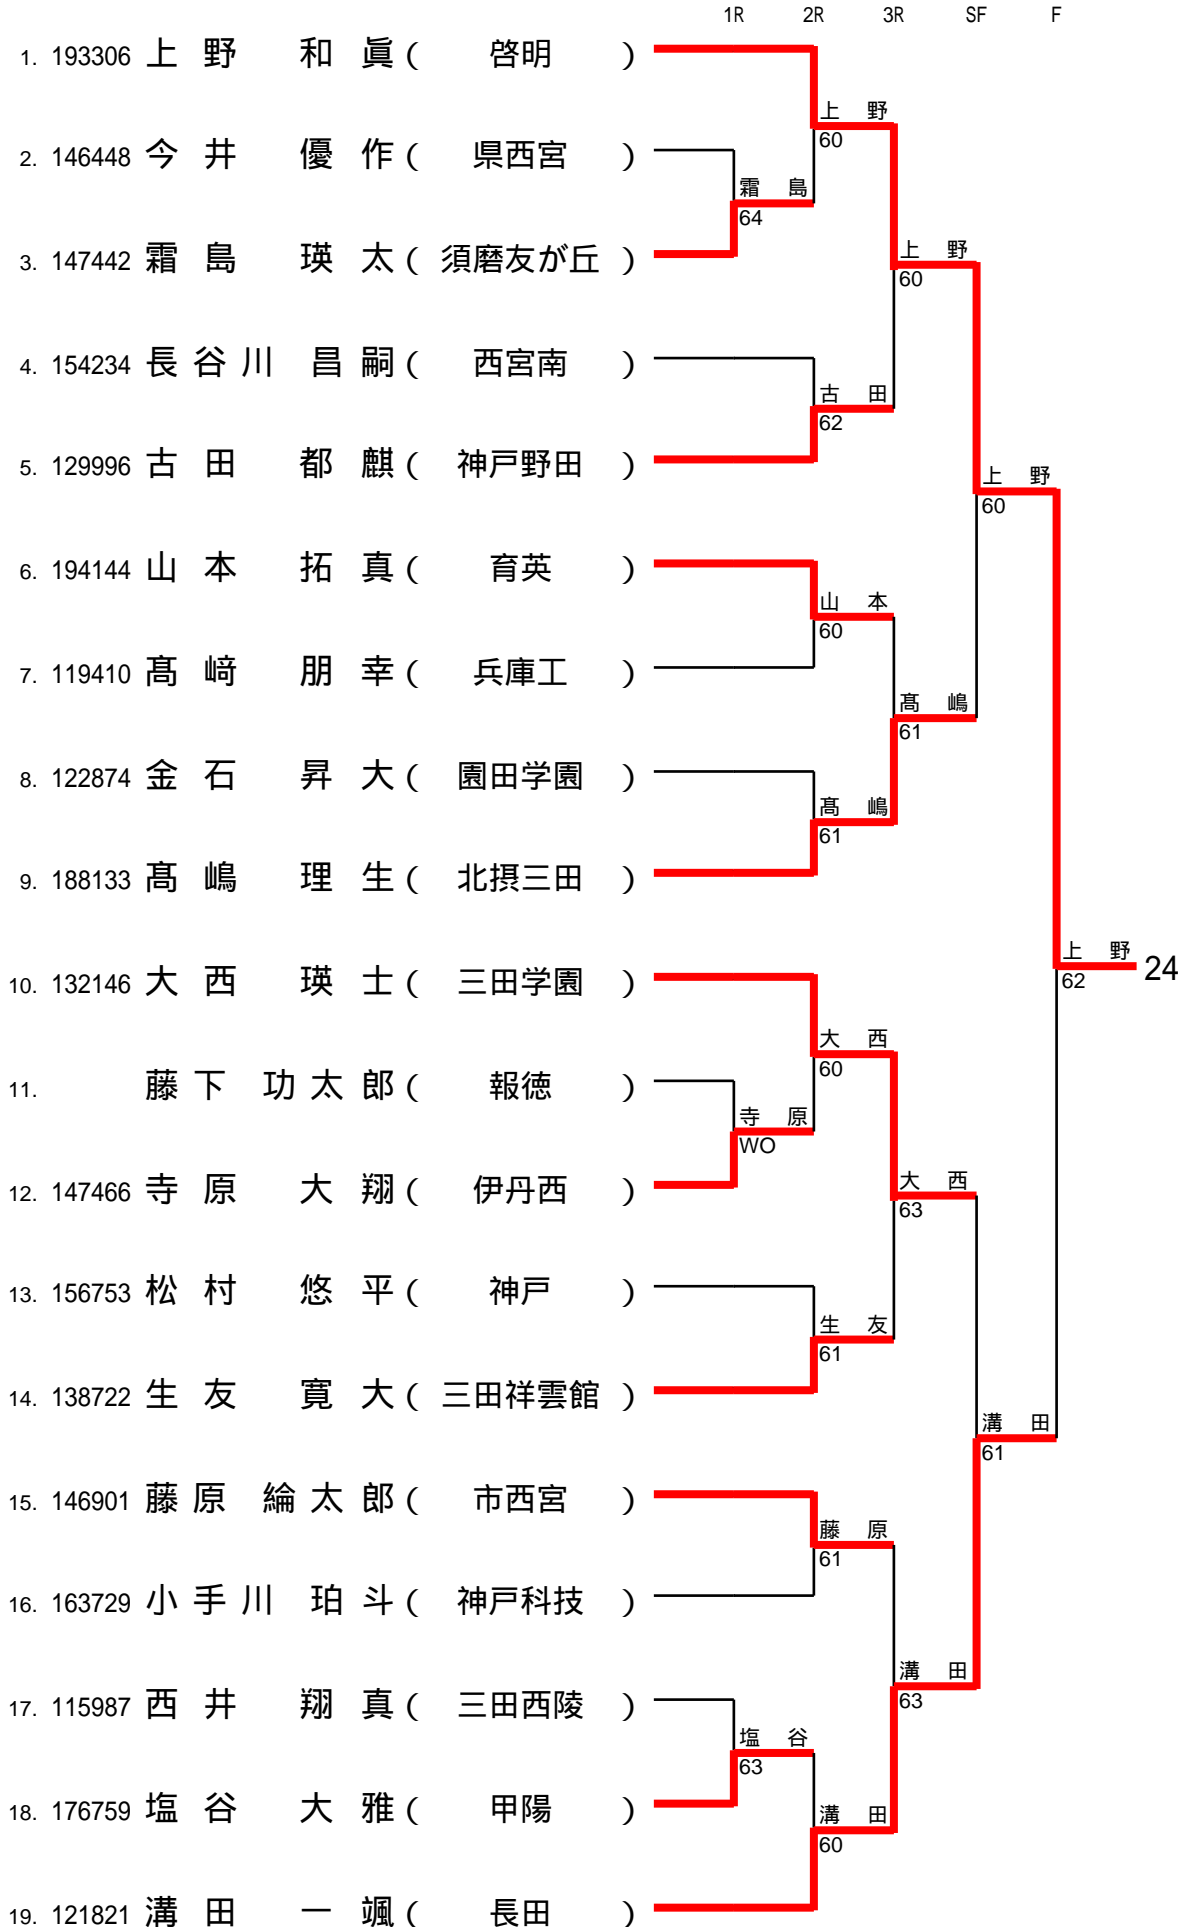 1R 2R 3R SF F
1. 193306 上野 和眞 ( 啓明 )
上野
60
2. 146448 今井 優作 ( 県西宮 )
霜島
64
3. 147442 霜島 瑛太 ( 須磨友が丘 )
上野
60
4. 154234 長谷川 昌嗣 ( 西宮南 )
古田
62
5. 129996 古田 都麒 ( 神戸野田 )
上野
60
6. 194144 山本 拓真 ( 育英 )
山本
60
7. 119410 髙﨑 朋幸 ( 兵庫工 )
髙嶋
61
8. 122874 金石 昇大 ( 園田学園 )
髙嶋
61
9. 188133 髙嶋 理生 ( 北摂三田 )
上野 24
62
10. 132146 大西 瑛士 ( 三田学園 )
大西
60
11. 藤下 功太郎 ( 報徳 )
寺原
WO
12. 147466 寺原 大翔 ( 伊丹西 )
大西
63
13. 156753 松村 悠平 ( 神戸 )
生友
61
14. 138722 生友 寛大 ( 三田祥雲館 )
溝田
61
15. 146901 藤原 綸太郎 ( 市西宮 )
藤原
61
16. 163729 小手川 珀斗 ( 神戸科技 )
溝田
63
17. 115987 西井 翔真 ( 三田西陵 )
塩谷
63
18. 176759 塩谷 大雅 ( 甲陽 )
溝田
60
19. 121821 溝田 一颯 ( 長田 )